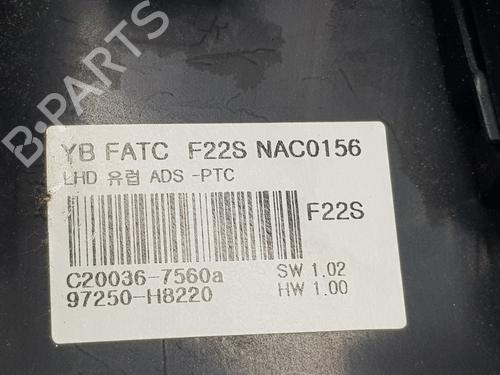 B-PARTS
YB FATC F22S NAC0156
LHD 유럽 ADS -PTC
F22S
C20036-7560a SW 1.02
97250-H8220 HW 1.00